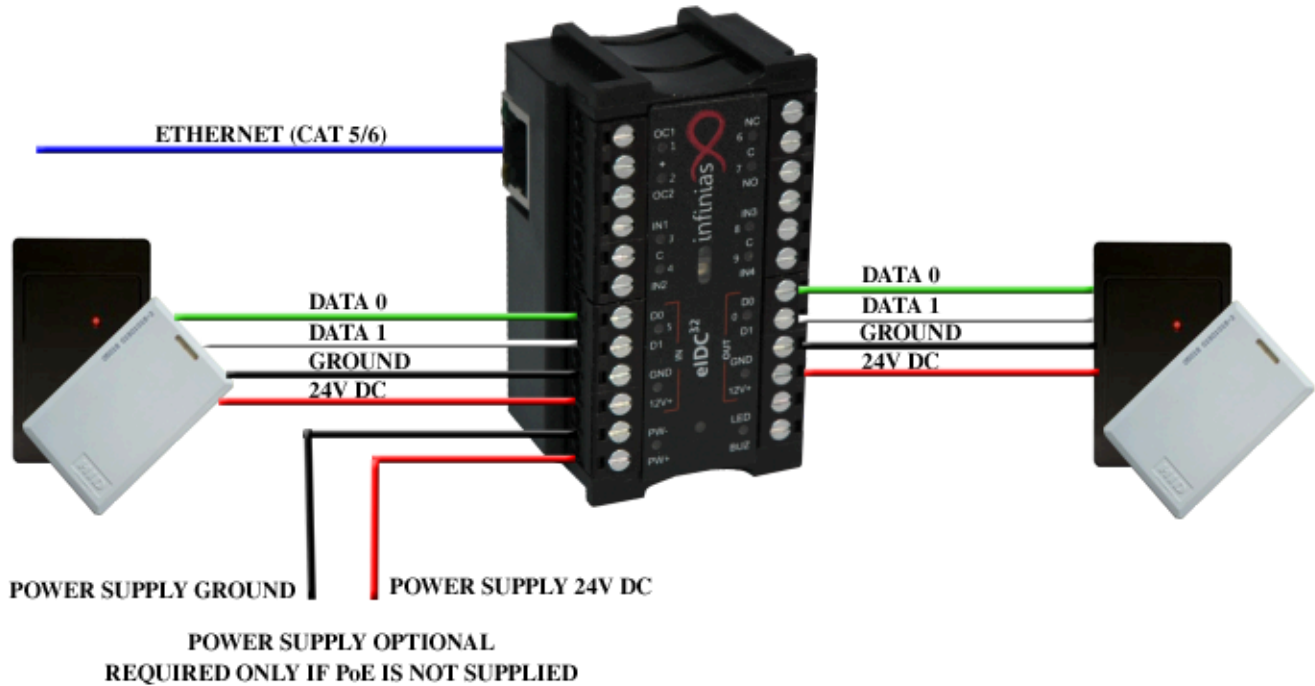 ETHERNET (CAT 5/6)
OC1
1
+
2
OC2
IN1
3
C
4
IN2
D0
5
D1
IN
GND
12V+
PW-
PW+
infinias
eIDC32
NC
6
C
7
NO
IN3
8
C
9
IN4
D0
0
D1
OUT
GND
12V+
LED
BUZ
DATA 0
DATA 1
GROUND
24V DC
DATA 0
DATA 1
GROUND
24V DC
HID
HID
POWER SUPPLY GROUND
POWER SUPPLY 24V DC
POWER SUPPLY OPTIONAL
REQUIRED ONLY IF PoE IS NOT SUPPLIED